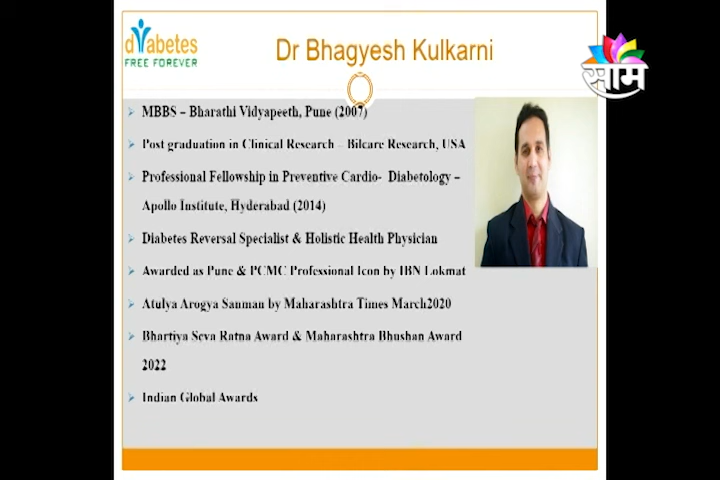 dabetes
FREE FOREVER
Dr Bhagyesh Kulkarni
साम
MBBS – Bharathi Vidyapeeth, Pune (2007)
Post graduation in Clinical Research – Bilcare Research, USA
Professional Fellowship in Preventive Cardio- Diabetology –
Apollo Institute, Hyderabad (2014)
Diabetes Reversal Specialist & Holistic Health Physician
Awarded as Pune & PCMC Professional Icon by IBN Lokmat
Atulya Arogya Sanman by Maharashtra Times March2020
Bhartiya Seva Ratna Award & Maharashtra Bhushan Award
2022
Indian Global Awards